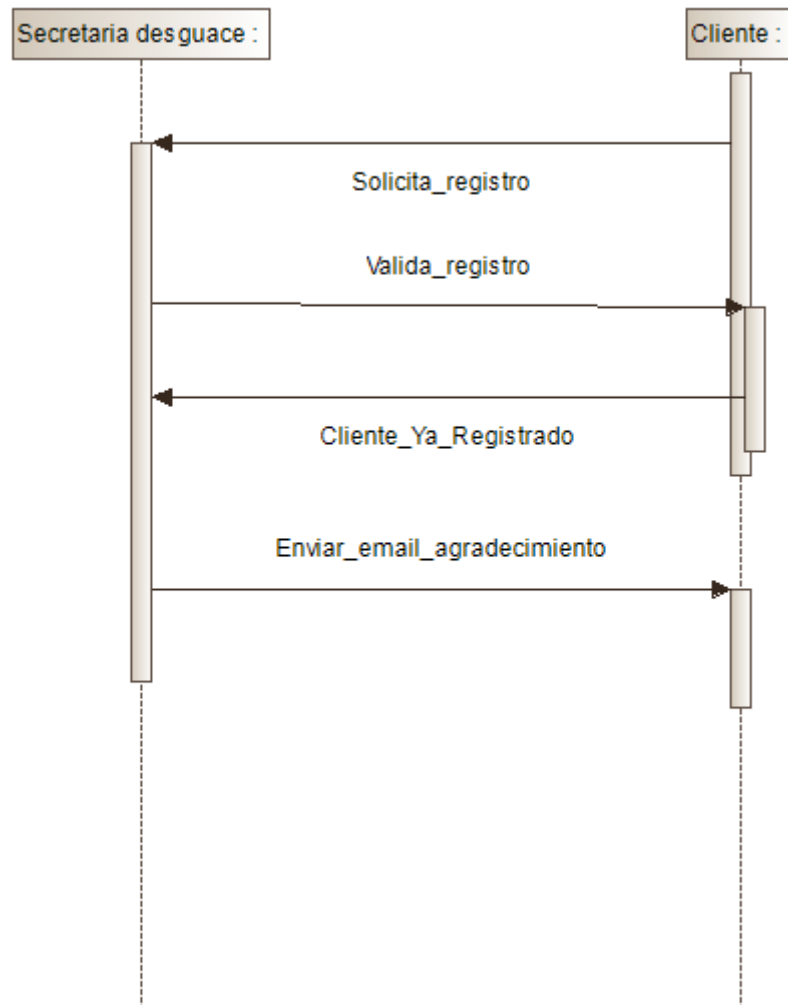 Secretaria desguace :
Cliente :
Solicita_registro
Valida_registro
Cliente_Ya_Registrado
Enviar_email_agradecimiento